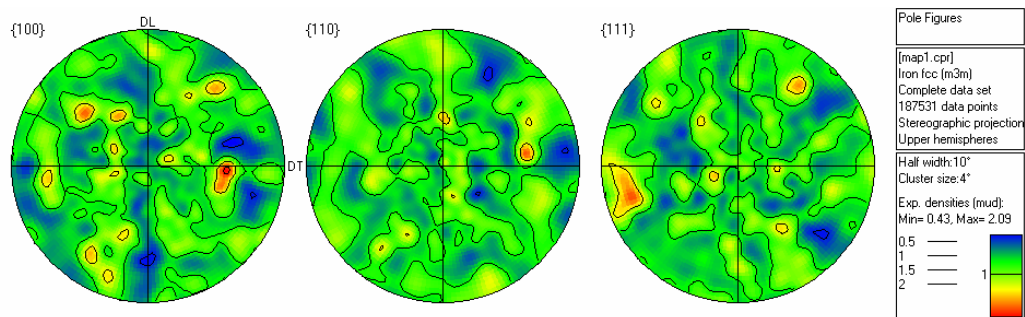 {100}
DL
DT
{110}
{111}
Pole Figures
[map1.cpr]
Iron fcc (m3m)
Complete data set
187531 data points
Stereographic projection
Upper hemispheres
Half width:10°
Cluster size:4°
Exp. densities (mud):
Min= 0.43, Max= 2.09
0.5
1
1.5
2
1